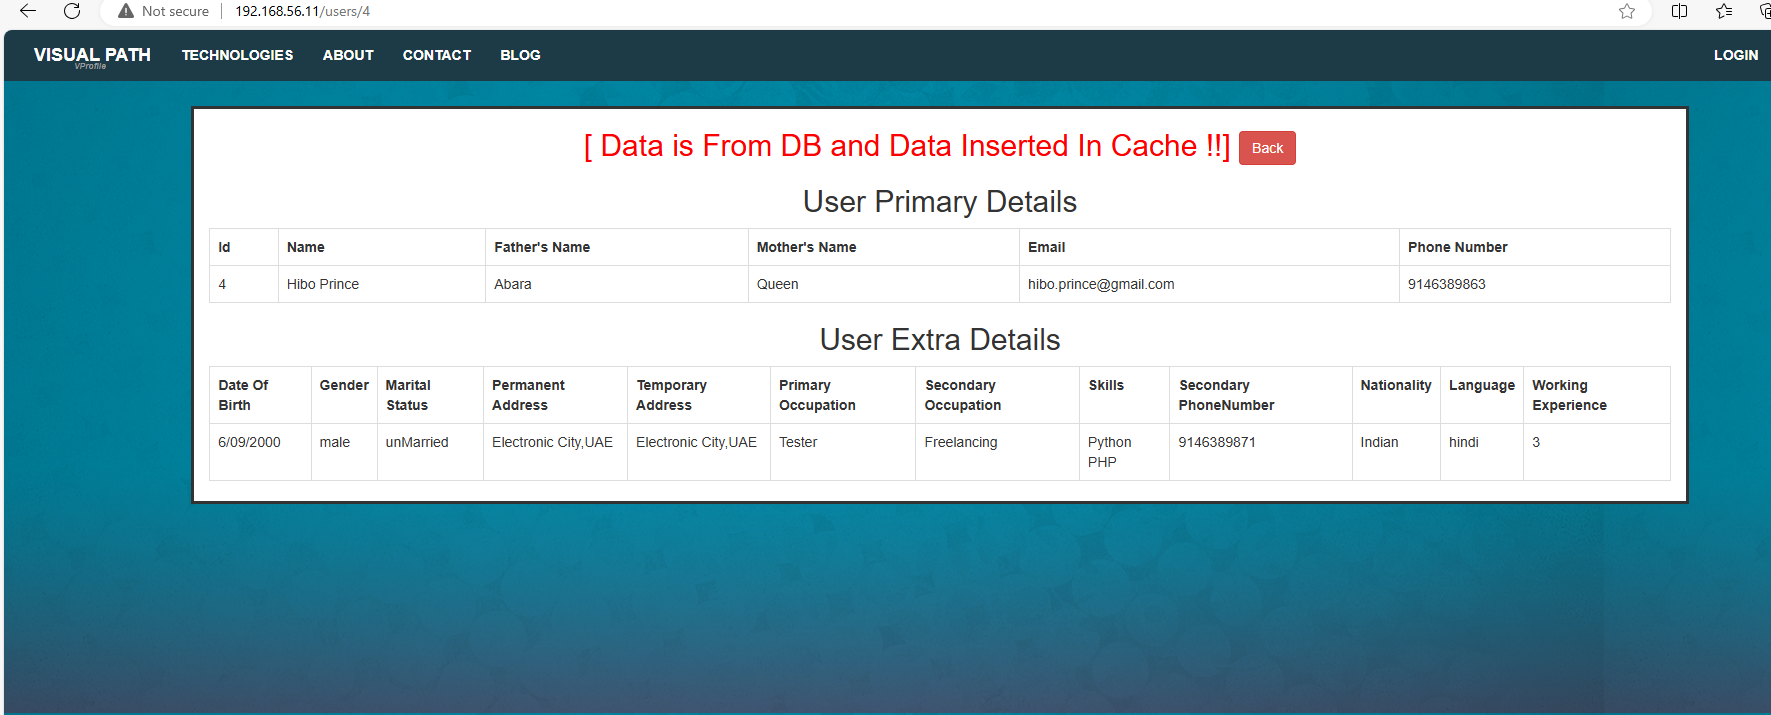 Not secure | 192.168.56.11/users/4
VISUAL PATH TECHNOLOGIES ABOUT CONTACT BLOG LOGIN
VProfile
[ Data is From DB and Data Inserted In Cache !!] Back
User Primary Details
Id Name Father's Name Mother's Name Email Phone Number
4 Hibo Prince Abara Queen hibo.prince@gmail.com 9146389863
User Extra Details
Date Of Gender Marital Permanent Temporary Primary Secondary Skills Secondary Nationality Language Working
Birth Status Address Address Occupation Occupation PhoneNumber Experience
6/09/2000 male unMarried Electronic City,UAE Electronic City,UAE Tester Freelancing Python 9146389871 Indian hindi 3
PHP